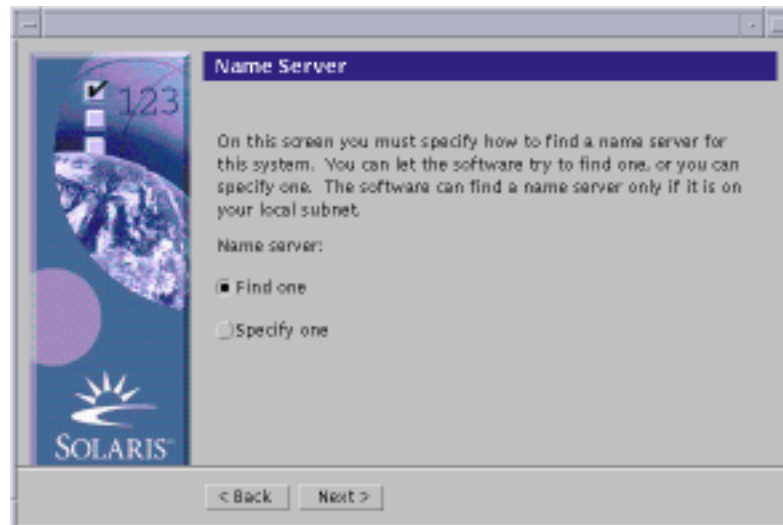 Name Server
123
On this screen you must specify how to find a name server for
this system. You can let the software try to find one, or you can
specify one. The software can find a name server only if it is on
your local subnet.
Name server:
Find one
Specify one
SOLARIS™
< Back
Next >